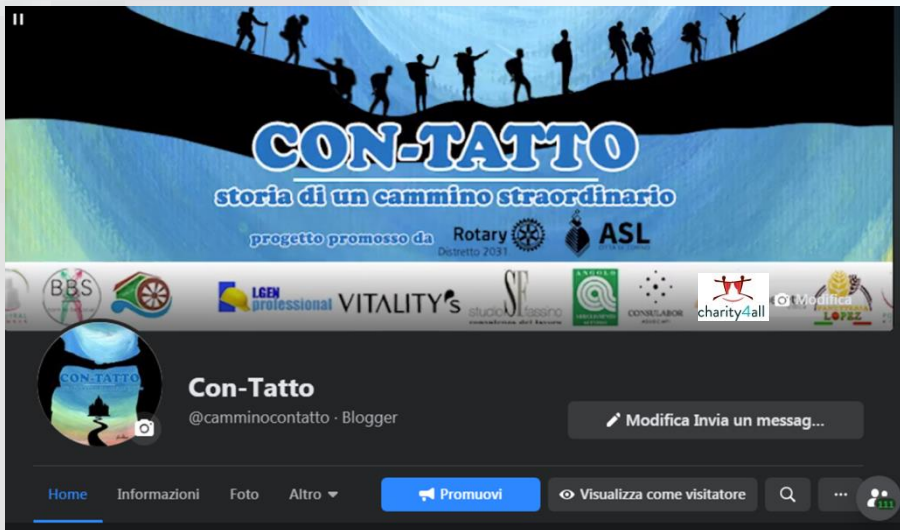 CON-TATTO
storia di un cammino straordinario
progetto promosso da Rotary ASL
Distretto 2031
BBS
LGEN
professional
VITALITY's
SF
studio fassino
ANGOLO
CONSULABOR
charity4all
Modifica
LOPEZ
CON-TATTO
Con-Tatto
@camminocontatto · Blogger
Modifica Invia un messag...
Home Informazioni Foto Altro
Promuovi
Visualizza come visitatore
...
111